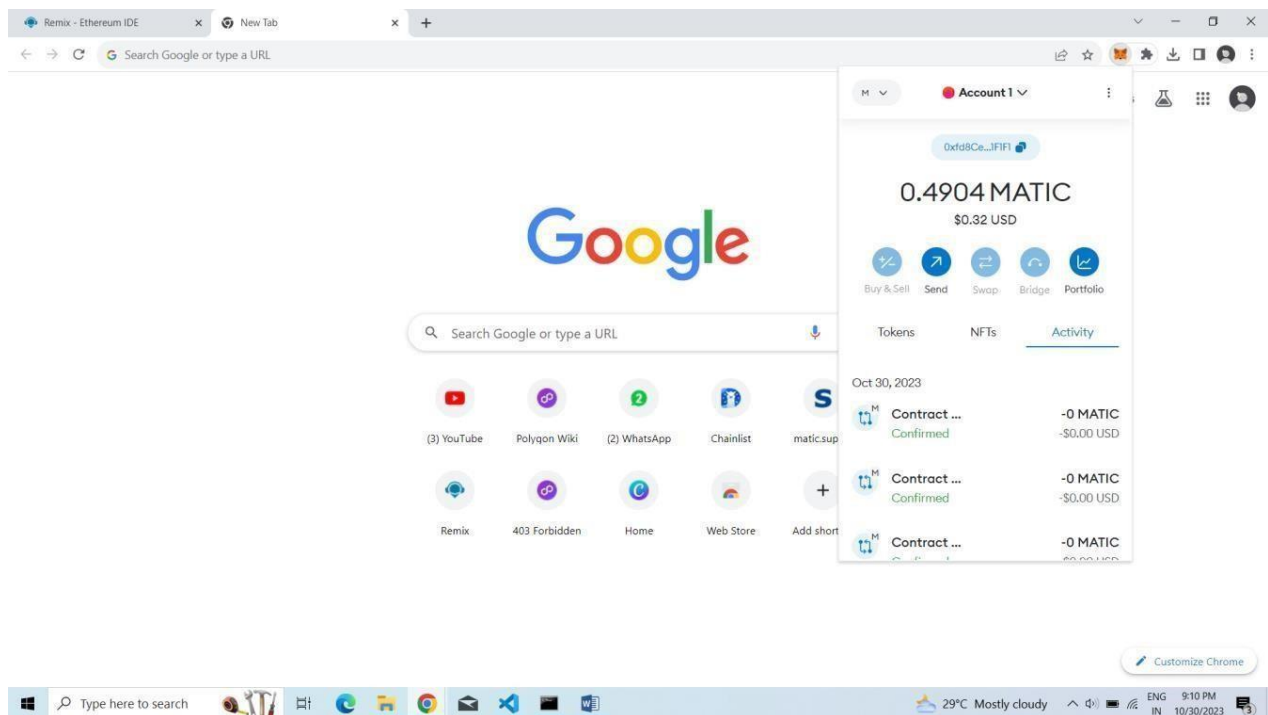 Remix - Ethereum IDE
New Tab
Search Google or type a URL
M
Account 1
0xfd8Ce...1F1F1
0.4904 MATIC
$0.32 USD
Buy & Sell Send Swap Bridge Portfolio
Tokens NFTs Activity
Oct 30, 2023
M Contract ... -0 MATIC
Confirmed -$0.00 USD
M Contract ... -0 MATIC
Confirmed -$0.00 USD
M Contract ... -0 MATIC
Google
Search Google or type a URL
(3) YouTube Polygon Wiki (2) WhatsApp Chainlist matic.sup
Remix 403 Forbidden Home Web Store Add short
Customize Chrome
Type here to search
29°C Mostly cloudy
ENG 9:10 PM
IN 10/30/2023
3